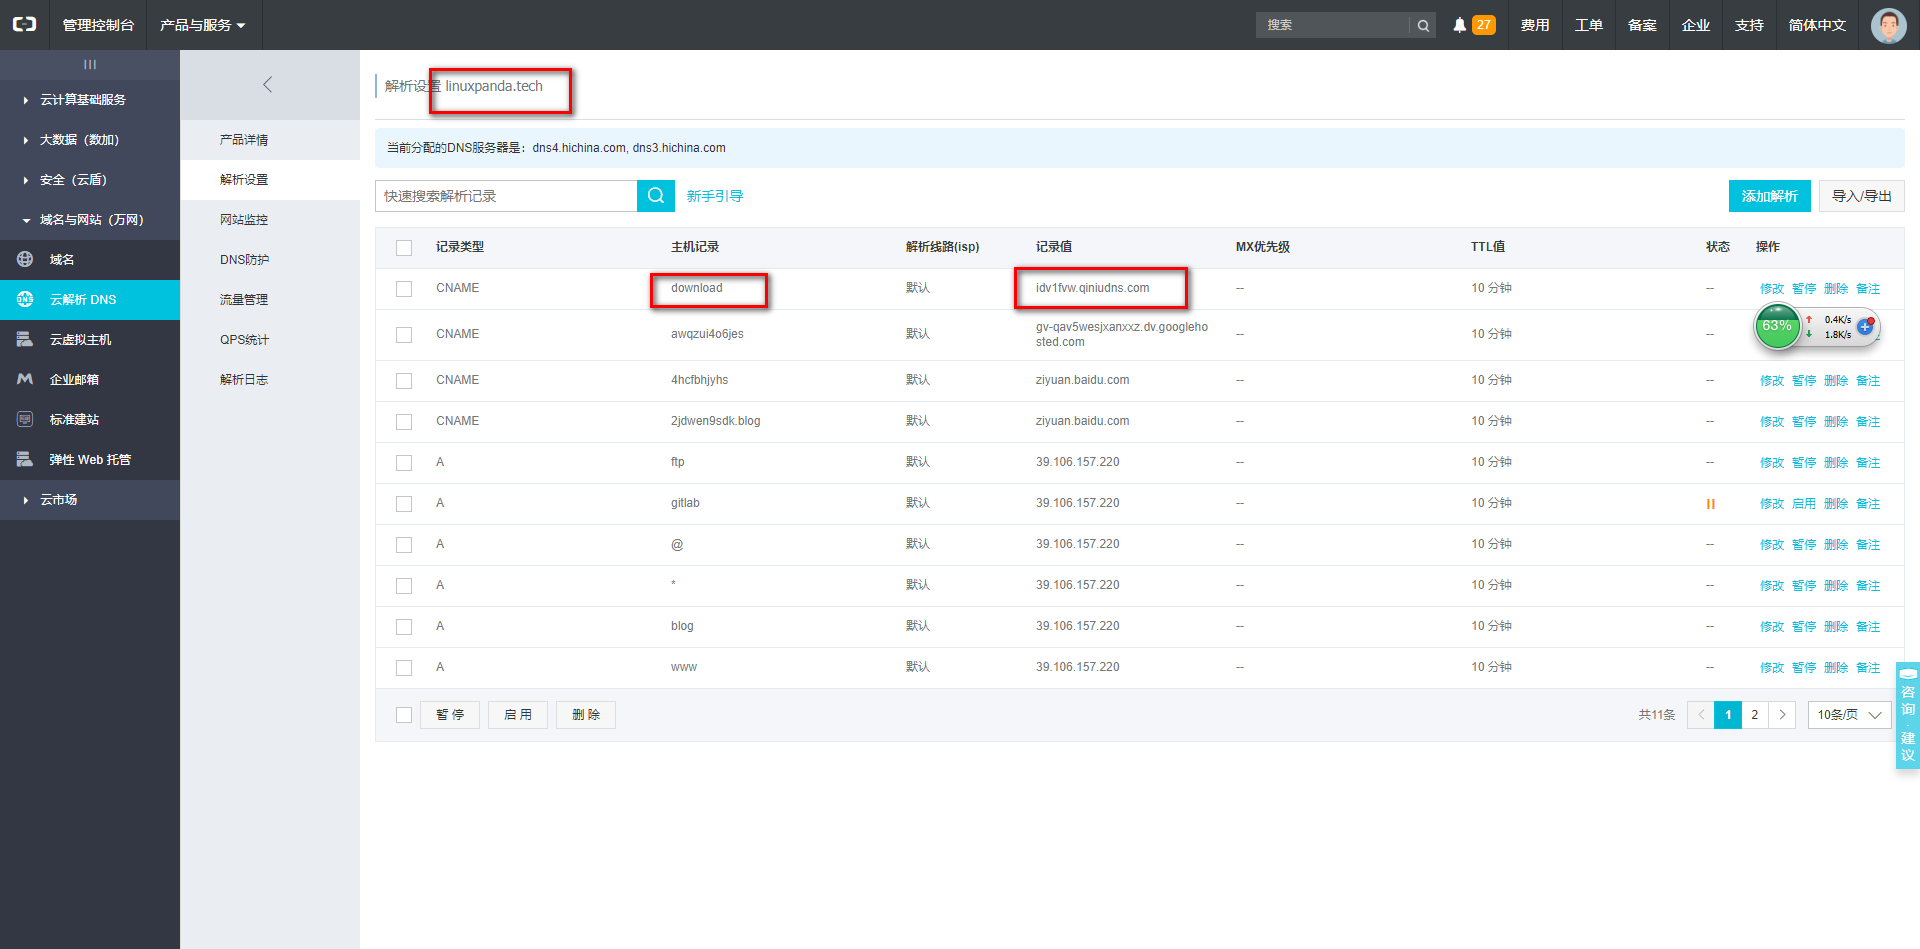 管理控制台 产品与服务 搜索 27 费用 工单 备案 企业 支持 简体中文
云计算基础服务
大数据（数加）
安全（云盾）
域名与网站（万网）
域名
云解析 DNS
云虚拟主机
企业邮箱
标准建站
弹性 Web 托管
云市场
产品详情
解析设置
网站监控
DNS防护
流量管理
QPS统计
解析日志
解析设置 linuxpanda.tech
当前分配的DNS服务器是：dns4.hichina.com, dns3.hichina.com
快速搜索解析记录 新手引导 添加解析 导入/导出
记录类型 主机记录 解析线路(isp) 记录值 MX优先级 TTL值 状态 操作
CNAME download 默认 idv1fvw.qiniudns.com -- 10 分钟 -- 修改 暂停 删除 备注
CNAME awqzui4o6jes 默认 gv-qav5wesjxanxxz.dv.googleho
sted.com -- 10 分钟 --
63% 0.4K/s
1.8K/s
CNAME 4hcfbhjyhs 默认 ziyuan.baidu.com -- 10 分钟 -- 修改 暂停 删除 备注
CNAME 2jdwen9sdk.blog 默认 ziyuan.baidu.com -- 10 分钟 -- 修改 暂停 删除 备注
A ftp 默认 39.106.157.220 -- 10 分钟 -- 修改 暂停 删除 备注
A gitlab 默认 39.106.157.220 -- 10 分钟 修改 启用 删除 备注
A @ 默认 39.106.157.220 -- 10 分钟 -- 修改 暂停 删除 备注
A * 默认 39.106.157.220 -- 10 分钟 -- 修改 暂停 删除 备注
A blog 默认 39.106.157.220 -- 10 分钟 -- 修改 暂停 删除 备注
A www 默认 39.106.157.220 -- 10 分钟 -- 修改 暂停 删除 备注
暂 停 启 用 删 除 共11条 1 2 10条/页
咨询·建议